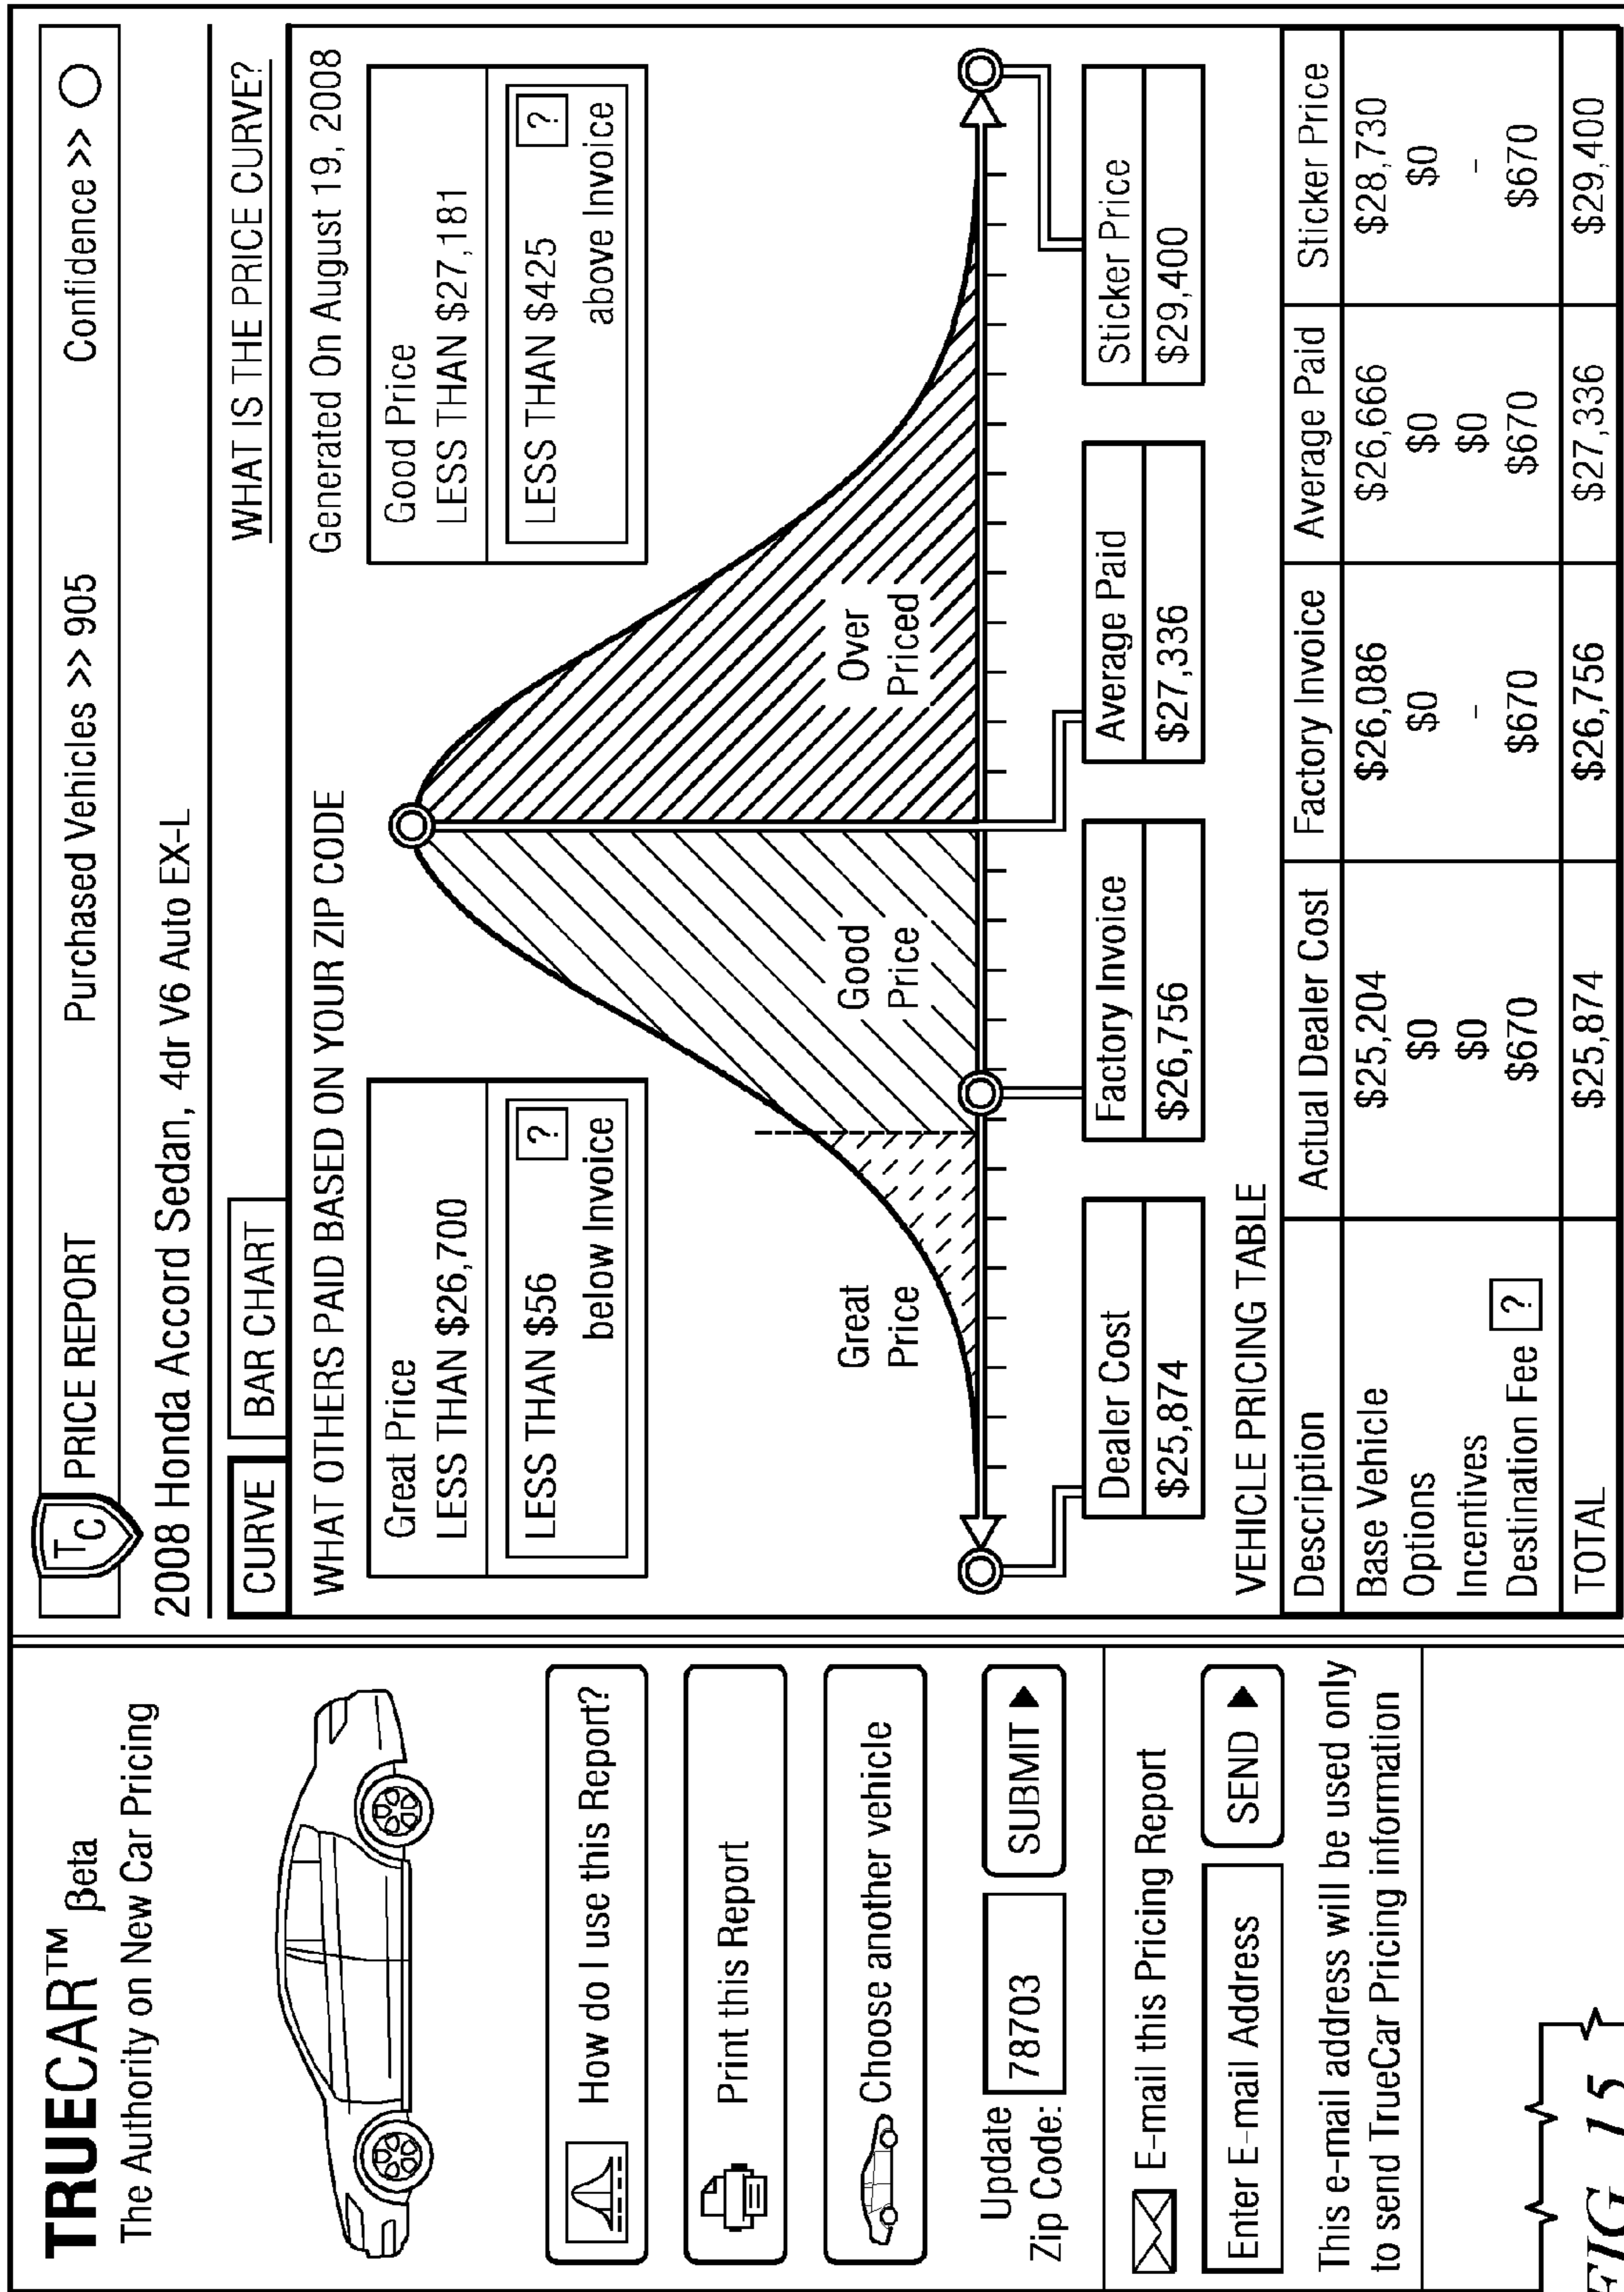 TRUECAR™ βeta
The Authority on New Car Pricing
How do I use this Report?
Print this Report
Choose another vehicle
Update
Zip Code:
78703
SUBMIT
E-mail this Pricing Report
Enter E-mail Address
SEND
This e-mail address will be used only
to send TrueCar Pricing information
FIG. 15
TC PRICE REPORT Purchased Vehicles >> 905 Confidence >>
2008 Honda Accord Sedan, 4dr V6 Auto EX-L
CURVE BAR CHART WHAT IS THE PRICE CURVE?
WHAT OTHERS PAID BASED ON YOUR ZIP CODE Generated On August 19, 2008
Great Price
LESS THAN $26,700
LESS THAN $56 ?
below Invoice
Good Price
LESS THAN $27,181
LESS THAN $425 ?
above Invoice
Great
Price
Good
Price
Over
Priced
Dealer Cost
$25,874
Factory Invoice
$26,756
Average Paid
$27,336
Sticker Price
$29,400
VEHICLE PRICING TABLE
Description Actual Dealer Cost Factory Invoice Average Paid Sticker Price
Base Vehicle $25,204 $26,086 $26,666 $28,730
Options $0 $0 $0 $0
Incentives $0 - $0 -
Destination Fee ? $670 $670 $670 $670
TOTAL $25,874 $26,756 $27,336 $29,400